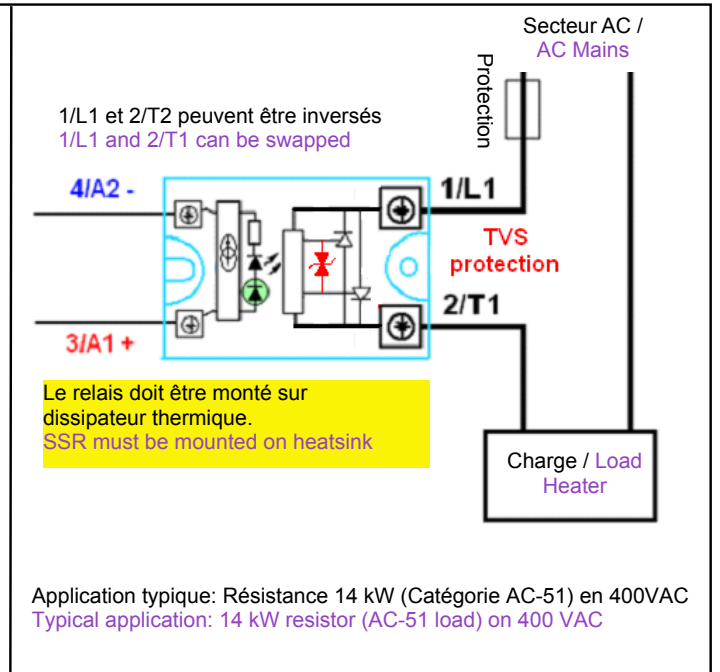 Secteur AC /
AC Mains
Protection
1/L1 et 2/T2 peuvent être inversés
1/L1 and 2/T1 can be swapped
4/A2 -
1/L1
TVS
protection
2/T1
3/A1 +
Le relais doit être monté sur
dissipateur thermique.
SSR must be mounted on heatsink
Charge / Load
Heater
Application typique: Résistance 14 kW (Catégorie AC-51) en 400VAC
Typical application: 14 kW resistor (AC-51 load) on 400 VAC